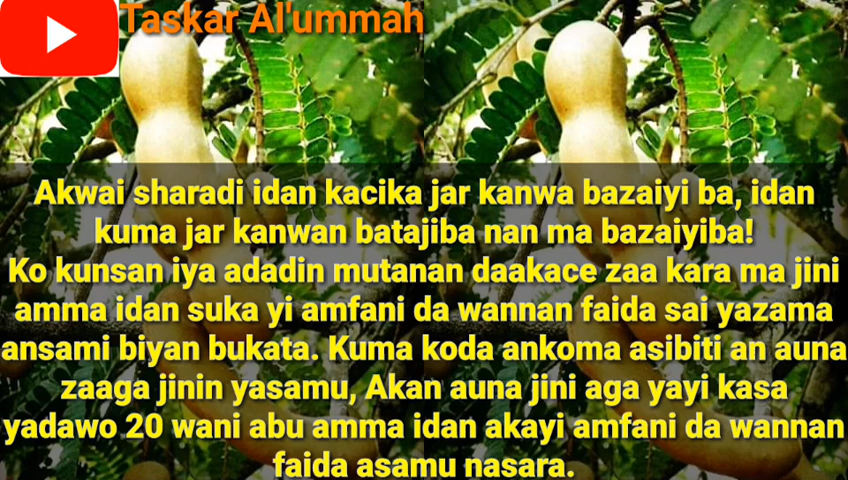 Taskar Al'ummah
Akwai sharadi idan kacika jar kanwa bazaiyi ba, idan
kuma jar kanwan batajiba nan ma bazaiyiba!
Ko kunsan iya adadin mutanan daakace zaa kara ma jini
amma idan suka yi amfani da wannan faida sai yazama
ansami biyan bukata. Kuma koda ankoma asibiti an auna
zaaga jinin yasamu, Akan auna jini aga yayi kasa
yadawo 20 wani abu amma idan akayi amfani da wannan
faida asamu nasara.